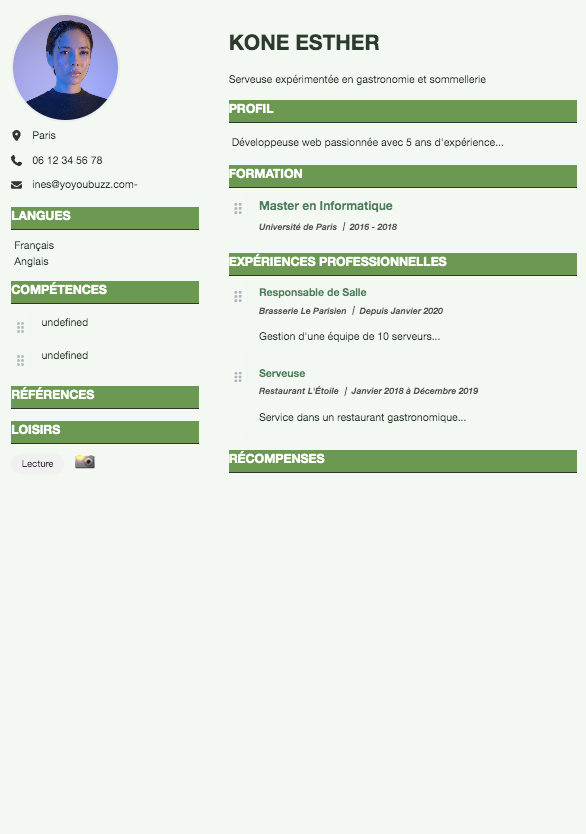 Paris
06 12 34 56 78
ines@yoyoubuzz.com-
LANGUES
Français
Anglais
COMPÉTENCES
undefined
undefined
RÉFÉRENCES
LOISIRS
Lecture
KONE ESTHER
Serveuse expérimentée en gastronomie et sommellerie
PROFIL
Développeuse web passionnée avec 5 ans d'expérience...
FORMATION
Master en Informatique
Université de Paris | 2016 - 2018
EXPÉRIENCES PROFESSIONNELLES
Responsable de Salle
Brasserie Le Parisien | Depuis Janvier 2020
Gestion d'une équipe de 10 serveurs...
Serveuse
Restaurant L'Étoile | Janvier 2018 à Décembre 2019
Service dans un restaurant gastronomique...
RÉCOMPENSES